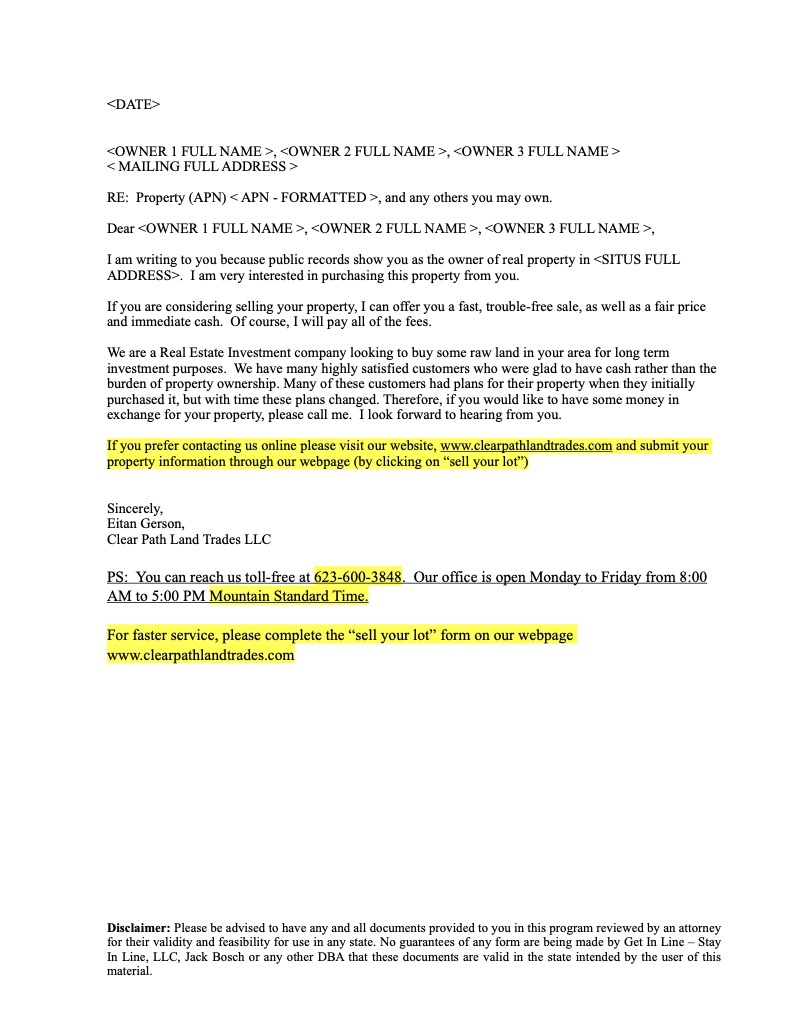 <DATE>
<OWNER 1 FULL NAME >, <OWNER 2 FULL NAME >, <OWNER 3 FULL NAME >
< MAILING FULL ADDRESS >
RE:  Property (APN) < APN - FORMATTED >, and any others you may own.
Dear <OWNER 1 FULL NAME >, <OWNER 2 FULL NAME >, <OWNER 3 FULL NAME >,
I am writing to you because public records show you as the owner of real property in <SITUS FULL
ADDRESS>.  I am very interested in purchasing this property from you.
If you are considering selling your property, I can offer you a fast, trouble-free sale, as well as a fair price
and immediate cash.  Of course, I will pay all of the fees.
We are a Real Estate Investment company looking to buy some raw land in your area for long term
investment purposes.  We have many highly satisfied customers who were glad to have cash rather than the
burden of property ownership. Many of these customers had plans for their property when they initially
purchased it, but with time these plans changed. Therefore, if you would like to have some money in
exchange for your property, please call me.  I look forward to hearing from you.
If you prefer contacting us online please visit our website, www.clearpathlandtrades.com and submit your
property information through our webpage (by clicking on “sell your lot”)
Sincerely,
Eitan Gerson,
Clear Path Land Trades LLC
PS:  You can reach us toll-free at 623-600-3848.  Our office is open Monday to Friday from 8:00
AM to 5:00 PM Mountain Standard Time.
For faster service, please complete the “sell your lot” form on our webpage
www.clearpathlandtrades.com
Disclaimer: Please be advised to have any and all documents provided to you in this program reviewed by an attorney
for their validity and feasibility for use in any state. No guarantees of any form are being made by Get In Line – Stay
In Line, LLC, Jack Bosch or any other DBA that these documents are valid in the state intended by the user of this
material.